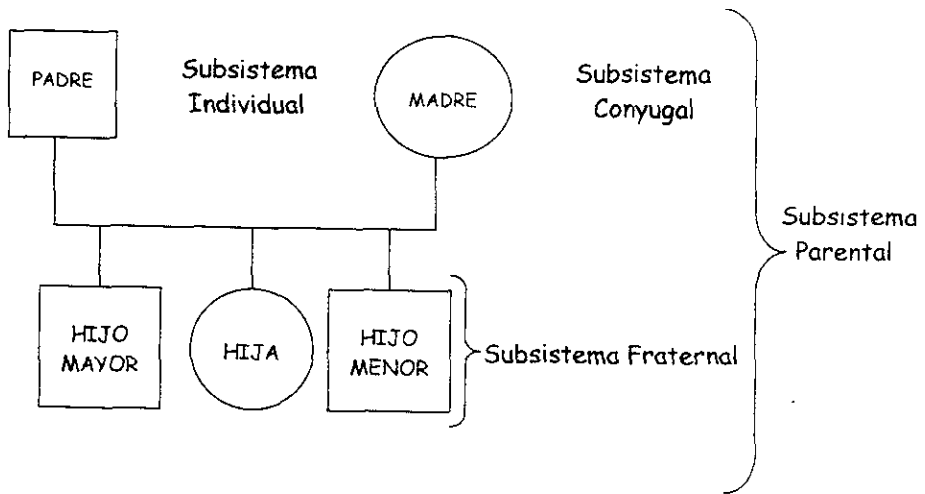 PADRE
Subsistema
Individual
MADRE
Subsistema
Conyugal
Subsistema
Parental
HIJO
MAYOR
HIJA
HIJO
MENOR
Subsistema Fraternal